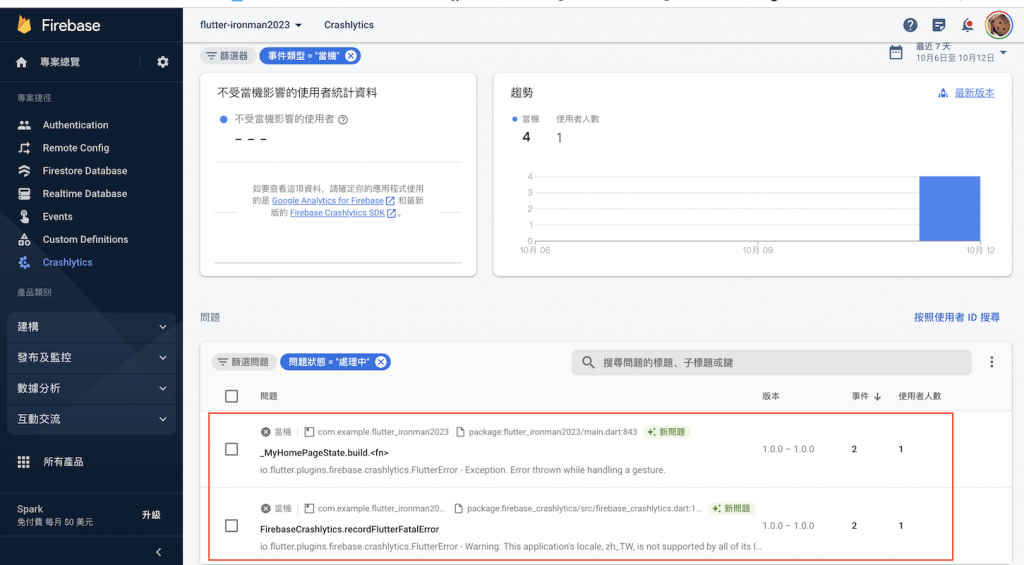 Firebase
flutter-ironman2023
Crashlytics
專案總覽
專案捷徑
Authentication
Remote Config
Firestore Database
Realtime Database
Events
Custom Definitions
Crashlytics
產品類別
建構
發布及監控
數據分析
互動交流
所有產品
Spark
免付費 每月 $0 美元
升級
篩選器
事件類型 = "當機"
最近 7 天
10月6日至 10月12日
不受當機影響的使用者統計資料
不受當機影響的使用者
– – –
如要查看這項資料，請確定你的應用程式使用
的是 Google Analytics for Firebase 和最新
版的 Firebase Crashlytics SDK。
趨勢
最新版本
當機
使用者人數
4
1
4
3
2
1
0
10月 06
10月 09
10月 12
問題
按照使用者 ID 搜尋
篩選問題
問題狀態 = "處理中"
搜尋問題的標題、子標題或鍵
問題
版本
事件
使用者人數
當機 com.example.flutter_ironman2023 package:flutter_ironman2023/main.dart:843 新問題
_MyHomePageState.build.<fn>
1.0.0 – 1.0.0
2
1
io.flutter.plugins.firebase.crashlytics.FlutterError - Exception. Error thrown while handling a gesture.
當機 com.example.flutter_ironman20... package:firebase_crashlytics/src/firebase_crashlytics.dart:1... 新問題
FirebaseCrashlytics.recordFlutterFatalError
1.0.0 – 1.0.0
2
1
io.flutter.plugins.firebase.crashlytics.FlutterError - Warning: This application's locale, zh_TW, is not supported by all of its l...